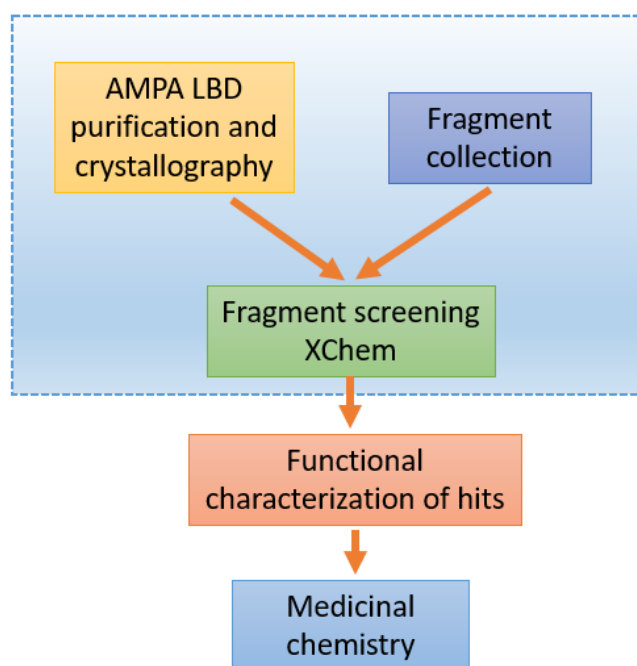 AMPA LBD
purification and
crystallography
Fragment
collection
Fragment screening
XChem
Functional
characterization of hits
Medicinal
chemistry